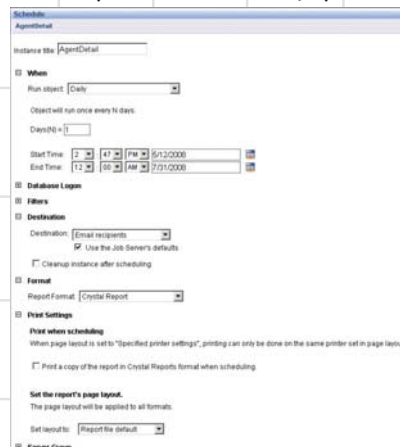 Schedule
AgentDetail
Instance title: AgentDetail
When
Run object: Daily
Object will run once every N days.
Days(N) = 1
Start Time: 2 : 47 PM 5/12/2008
End Time: 12 : 00 AM 7/31/2008
Database Logon
Filters
Destination
Destination: Email recipients
Use the Job Server's defaults
Cleanup instance after scheduling
Format
Report Format: Crystal Report
Print Settings
Print when scheduling
When page layout is set to "Specified printer settings", printing can only be done on the same printer set in page layou
Print a copy of the report in Crystal Reports format when scheduling.
Set the report's page layout.
The page layout will be applied to all formats.
Set layout to: Report file default
Server Group